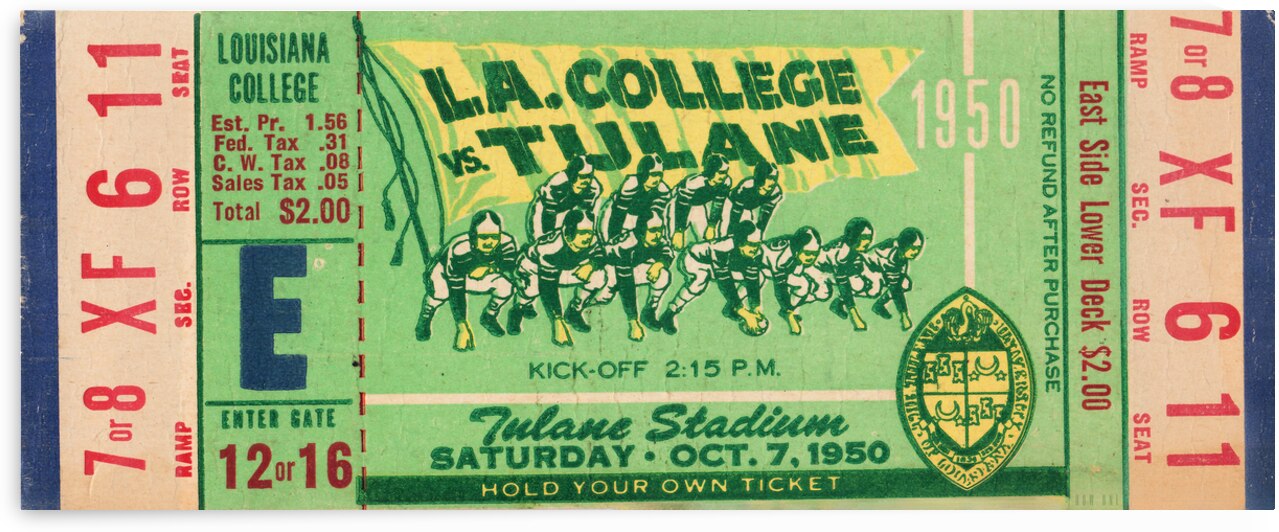 SEAT
11
ROW
6
SEC.
XF
RAMP
7 or 8
LOUISIANA
COLLEGE
Est. Pr. 1.56
Fed. Tax .31
C. W. Tax .08
Sales Tax .05
Total $2.00
E
ENTER GATE
12 or 16
L.A. COLLEGE
VS. TULANE
1950
KICK-OFF 2:15 P.M.
Tulane Stadium
SATURDAY • OCT. 7, 1950
HOLD YOUR OWN TICKET
NO REFUND AFTER PURCHASE
East Side Lower Deck $2.00
RAMP
7 or 8
SEC.
XF
ROW
6
SEAT
11